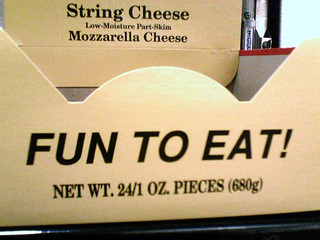 String Cheese
Low-Moisture Part-Skim
Mozzarella Cheese
FUN TO EAT!
NET WT. 24/1 OZ. PIECES (680g)